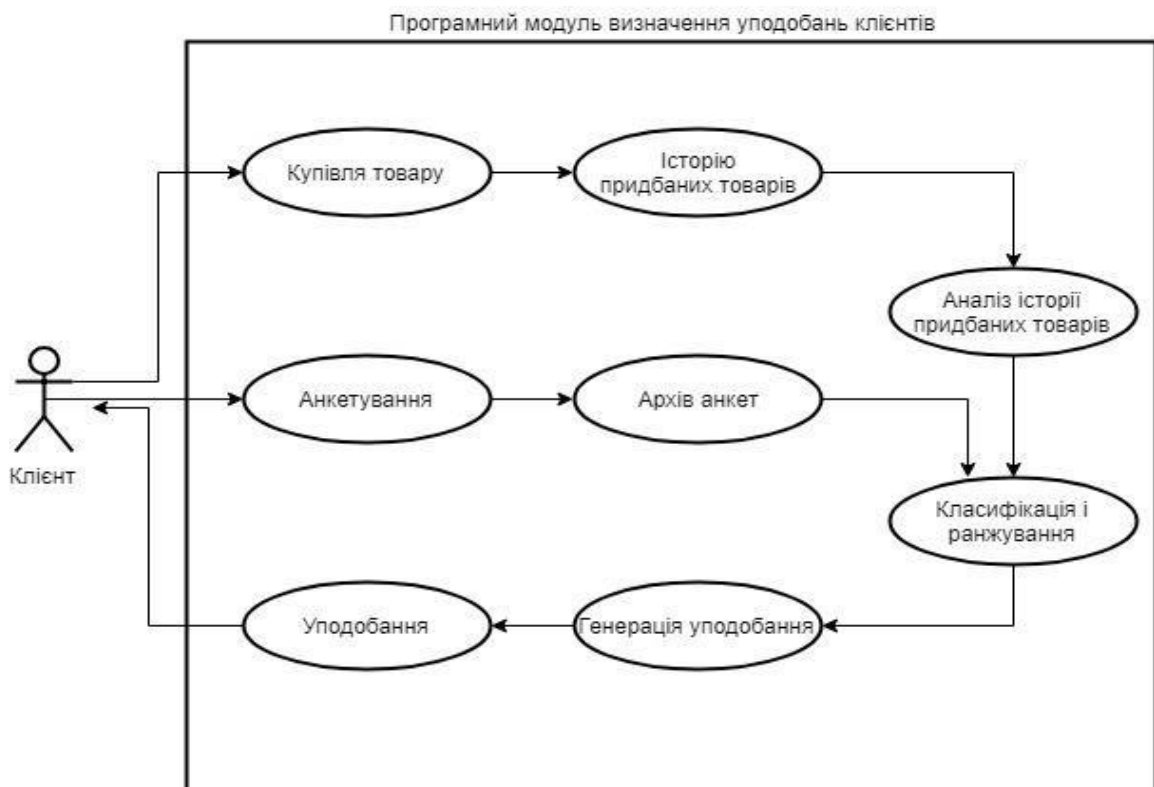 Програмний модуль визначення уподобань клієнтів
Купівля товару
Історію
придбаних товарів
Аналіз історії
придбаних товарів
Анкетування
Архів анкет
Клієнт
Класифікація і
ранжування
Уподобання
Генерація уподобання